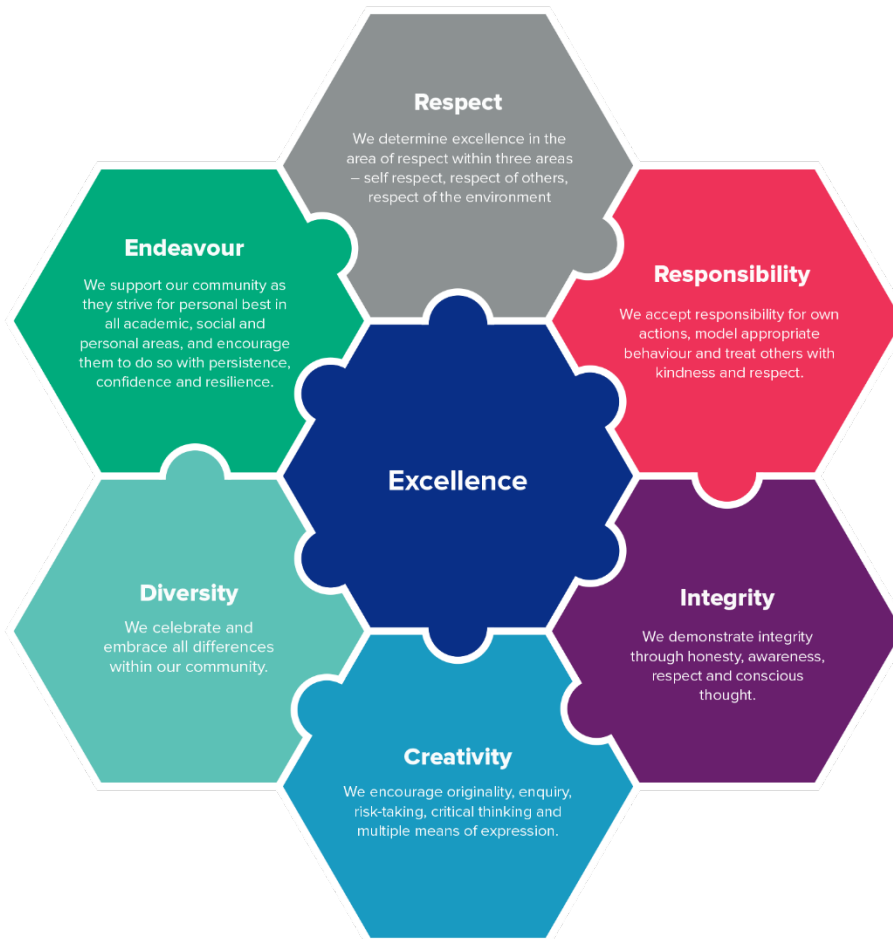 Respect
We determine excellence in the
area of respect within three areas
– self respect, respect of others,
respect of the environment
Endeavour
We support our community as
they strive for personal best in
all academic, social and
personal areas, and encourage
them to do so with persistence,
confidence and resilience.
Responsibility
We accept responsibility for own
actions, model appropriate
behaviour and treat others with
kindness and respect.
Excellence
Diversity
We celebrate and
embrace all differences
within our community.
Integrity
We demonstrate integrity
through honesty, awareness,
respect and conscious
thought.
Creativity
We encourage originality, enquiry,
risk-taking, critical thinking and
multiple means of expression.